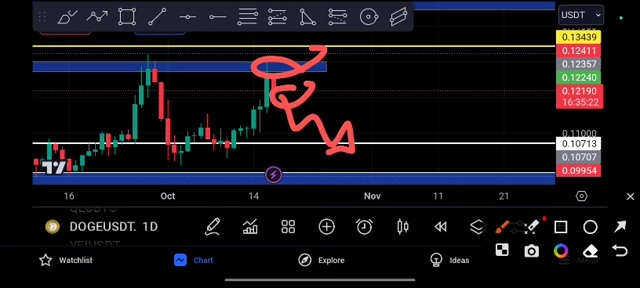 USDT
0.13439
0.12411
0.12357
0.12240
0.12190
16:35:22
0.11000
0.10713
0.10707
0.09954
16
Oct
14
Nov
11
21
DOGEUSDT. 1D
Watchlist
Chart
Explore
Ideas
Menu